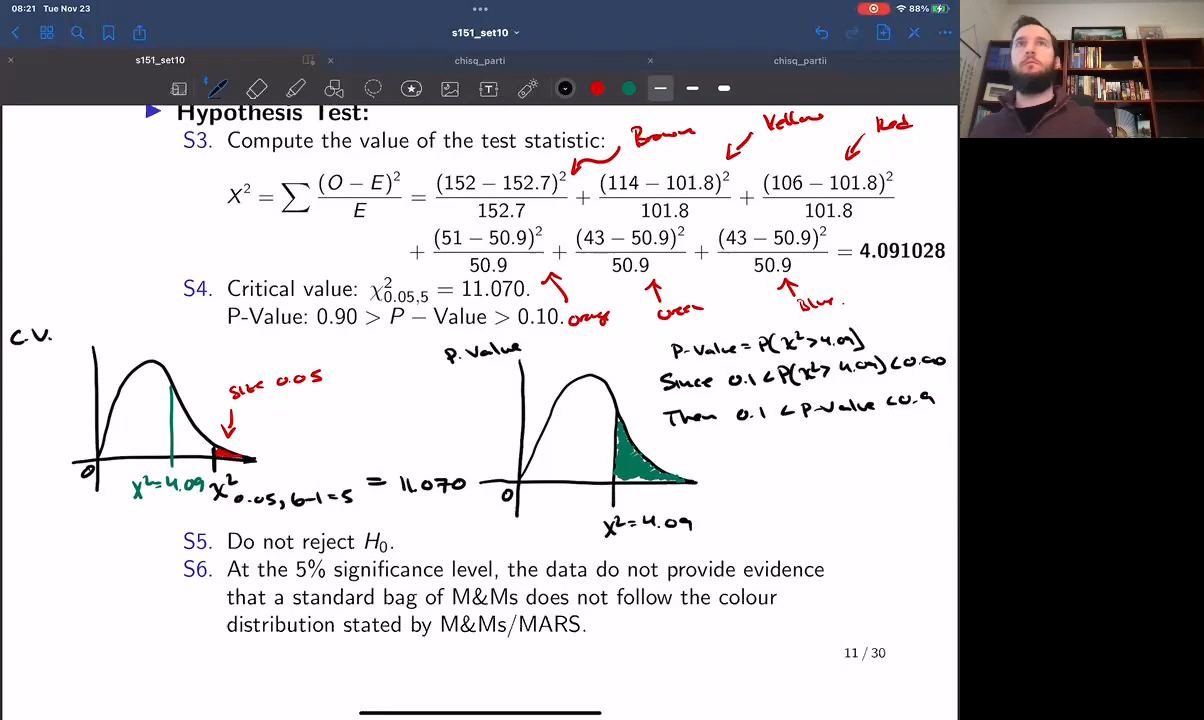 08:21 Tue Nov 23
88%
s151_set10
s151_set10
chisq_parti
chisq_partii
Hypothesis Test:
S3. Compute the value of the test statistic:
Brown
Yellow
Red
X² = ∑ (O − E)²/E = (152 − 152.7)²/152.7 + (114 − 101.8)²/101.8 + (106 − 101.8)²/101.8
+ (51 − 50.9)²/50.9 + (43 − 50.9)²/50.9 + (43 − 50.9)²/50.9 = 4.091028
Orange
Green
Blue.
S4. Critical value: χ²0.05,5 = 11.070.
P-Value: 0.90 > P − Value > 0.10.
C.V.
size 0.05
0
X²=4.09
χ²0.05, 6-1=5 = 11.070
P.Value
0
X²=4.09
P-Value = P(χ²>4.09)
Since 0.1 < P(χ²> 4.09) <0.90
Then 0.1 < P-Value <0.9
S5. Do not reject H₀.
S6. At the 5% significance level, the data do not provide evidence
that a standard bag of M&Ms does not follow the colour
distribution stated by M&Ms/MARS.
11 / 30